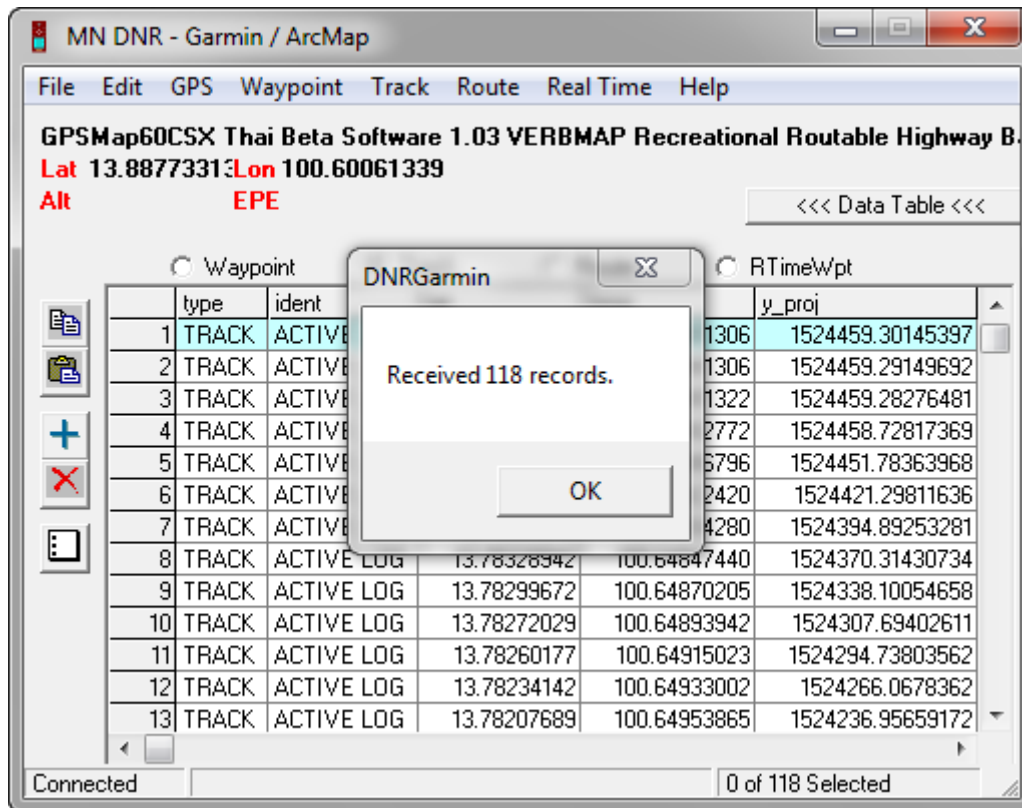 MN DNR - Garmin / ArcMap
File Edit GPS Waypoint Track Route Real Time Help
GPSMap60CSX Thai Beta Software 1.03 VERBMAP Recreational Routable Highway B
Lat 13.88773313 Lon 100.60061339
Alt EPE
<<< Data Table <<<
Waypoint RTimeWpt
DNRGarmin
Received 118 records.
OK
type ident y_proj
1 TRACK ACTIVE 1306 1524459.30145397
2 TRACK ACTIVE 1306 1524459.29149692
3 TRACK ACTIVE 1322 1524459.28276481
4 TRACK ACTIVE 2772 1524458.72817369
5 TRACK ACTIVE 6796 1524451.78363968
6 TRACK ACTIVE 2420 1524421.29811636
7 TRACK ACTIVE 4280 1524394.89253281
8 TRACK ACTIVE LOG 13.78328942 100.64847440 1524370.31430734
9 TRACK ACTIVE LOG 13.78299672 100.64870205 1524338.10054658
10 TRACK ACTIVE LOG 13.78272029 100.64893942 1524307.69402611
11 TRACK ACTIVE LOG 13.78260177 100.64915023 1524294.73803562
12 TRACK ACTIVE LOG 13.78234142 100.64933002 1524266.0678362
13 TRACK ACTIVE LOG 13.78207689 100.64953865 1524236.95659172
Connected 0 of 118 Selected